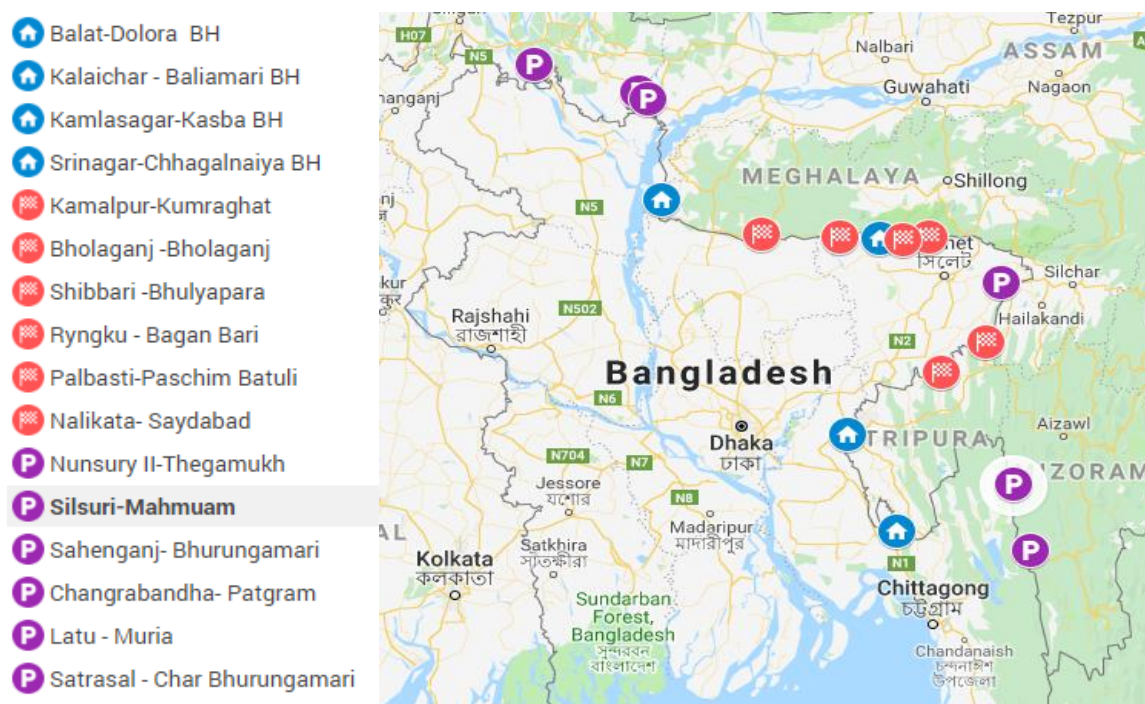 Balat-Dolora BH
Kalaichar - Baliamari BH
Kamlasagar-Kasba BH
Srinagar-Chhagalnaiya BH
Kamalpur-Kumraghat
Bholaganj -Bholaganj
Shibbari -Bhulyapara
Ryngku - Bagan Bari
Palbasti-Paschim Batuli
Nalikata- Saydabad
P Nunsury II-Thegamukh
P Silsuri-Mahmuam
P Sahenganj- Bhurungamari
P Changrabandha- Patgram
P Latu - Muria
P Satrasal - Char Bhurungamari
Tezpur
H07
N5
P
Nalbari
ASSAM
Guwahati
Nagaon
P
MEGHALAYA
Shillong
N5
সিলেট
P
Silchar
Hailakandi
N502
Rajshahi
রাজশাহী
N2
Bangladesh
N6
Aizawl
Dhaka
ঢাকা
TRIPURA
N704
N7
P
Jessore
যশোর
N8
Madaripur
মাদারীপুর
Kolkata
কলকাতা
Satkhira
সাতক্ষীরা
P
N1
Chittagong
চট্টগ্রাম
Sundarban
Forest,
Bangladesh
সুন্দরবন
বাংলাদেশ
Chandanaish
চন্দনাইশ
উপজেলা